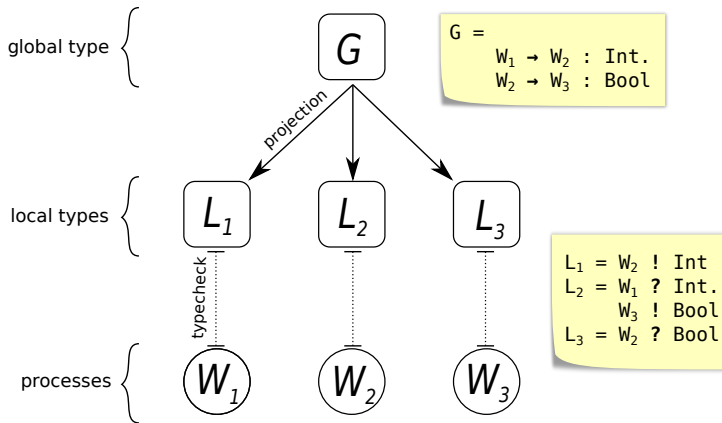 global type
G
G =
W₁ → W₂ : Int.
W₂ → W₃ : Bool
projection
local types
L₁
L₂
L₃
L₁ = W₂ ! Int
L₂ = W₁ ? Int.
W₃ ! Bool
L₃ = W₂ ? Bool
typecheck
processes
W₁
W₂
W₃